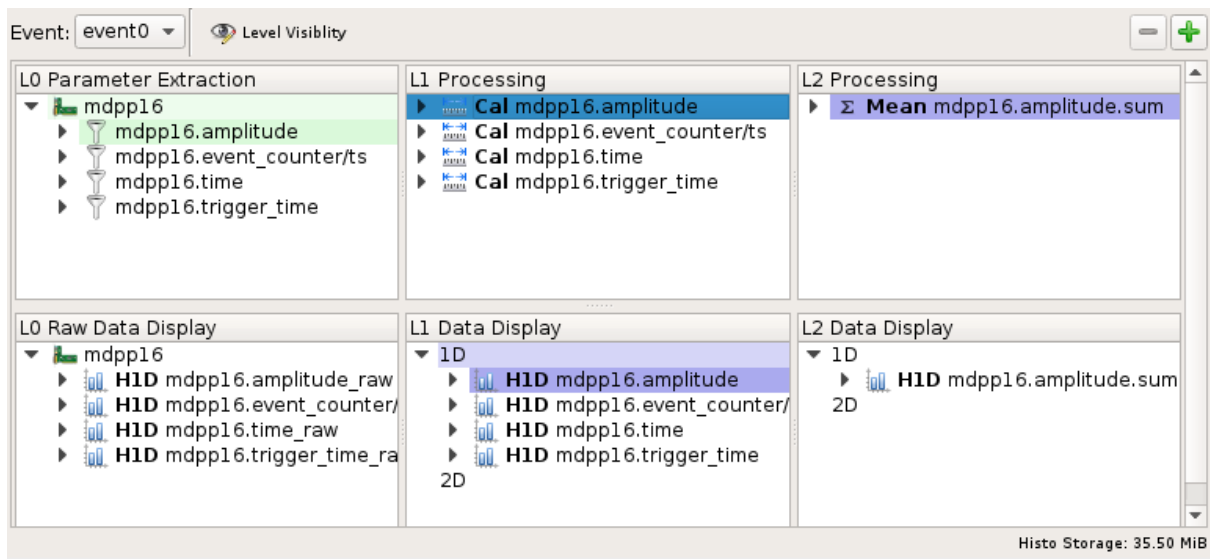 Event: event0 Level Visiblity
L0 Parameter Extraction
mdpp16
mdpp16.amplitude
mdpp16.event_counter/ts
mdpp16.time
mdpp16.trigger_time
L1 Processing
Cal mdpp16.amplitude
Cal mdpp16.event_counter/ts
Cal mdpp16.time
Cal mdpp16.trigger_time
L2 Processing
Σ Mean mdpp16.amplitude.sum
L0 Raw Data Display
mdpp16
H1D mdpp16.amplitude_raw
H1D mdpp16.event_counter/
H1D mdpp16.time_raw
H1D mdpp16.trigger_time_ra
L1 Data Display
1D
H1D mdpp16.amplitude
H1D mdpp16.event_counter/
H1D mdpp16.time
H1D mdpp16.trigger_time
2D
L2 Data Display
1D
H1D mdpp16.amplitude.sum
2D
Histo Storage: 35.50 MiB